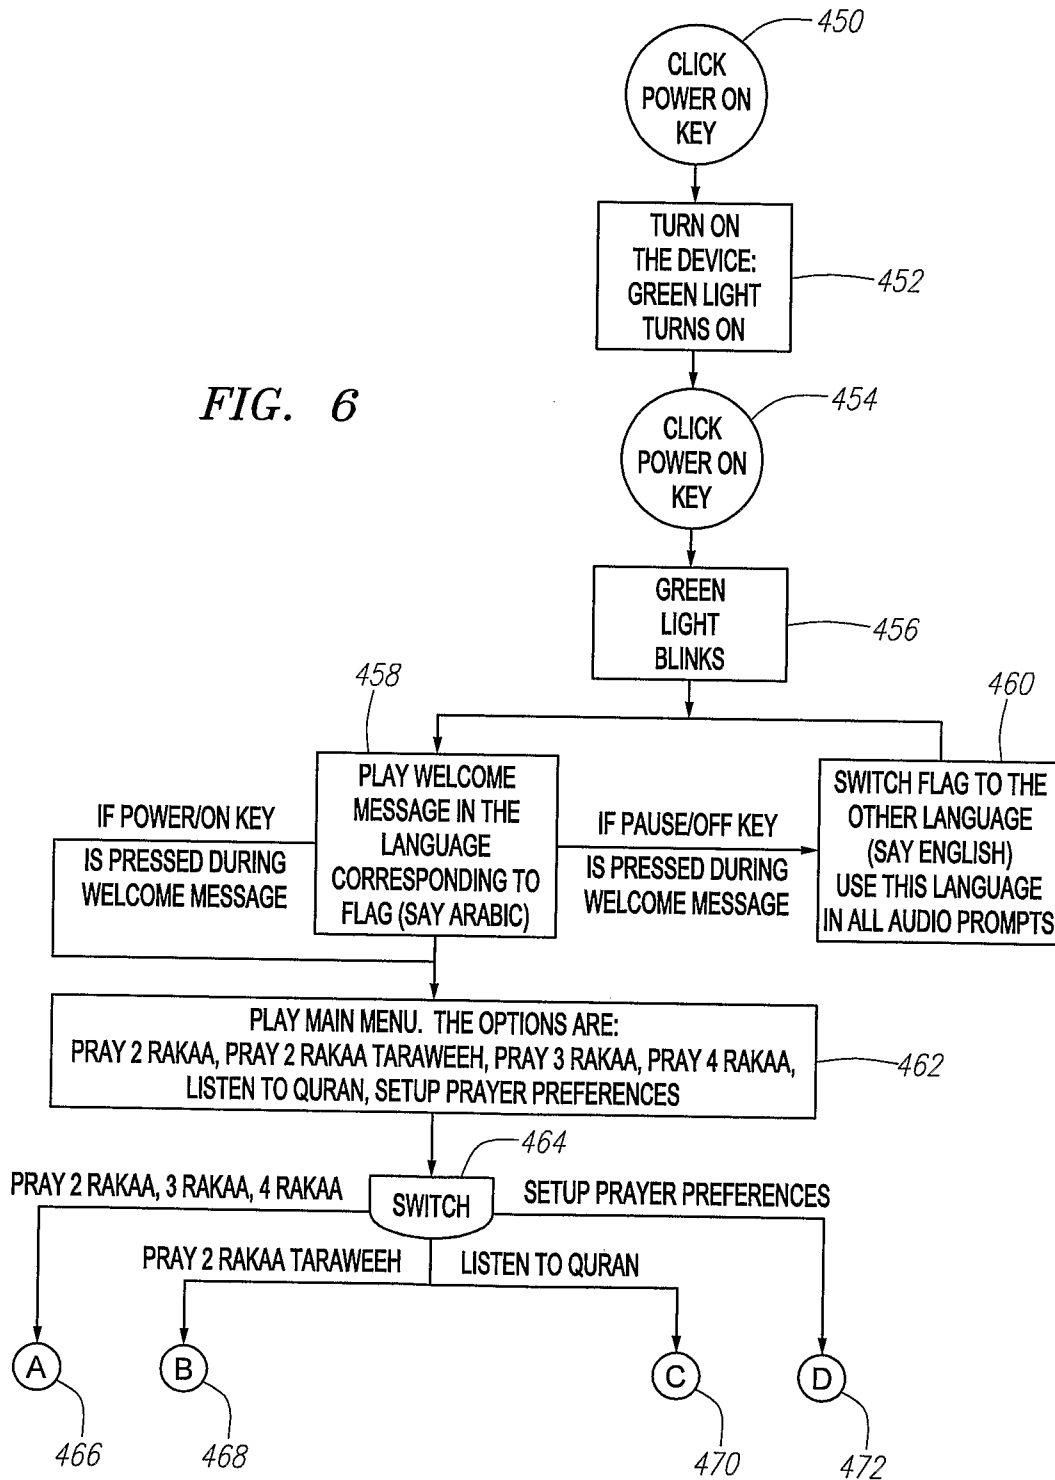 450
CLICK
POWER ON
KEY
TURN ON
THE DEVICE:
GREEN LIGHT
TURNS ON
452
FIG. 6
454
CLICK
POWER ON
KEY
GREEN
LIGHT
BLINKS
456
458
460
PLAY WELCOME
MESSAGE IN THE
LANGUAGE
CORRESPONDING TO
FLAG (SAY ARABIC)
IF POWER/ON KEY
IS PRESSED DURING
WELCOME MESSAGE
IF PAUSE/OFF KEY
IS PRESSED DURING
WELCOME MESSAGE
SWITCH FLAG TO THE
OTHER LANGUAGE
(SAY ENGLISH)
USE THIS LANGUAGE
IN ALL AUDIO PROMPTS
PLAY MAIN MENU. THE OPTIONS ARE:
PRAY 2 RAKAA, PRAY 2 RAKAA TARAWEEH, PRAY 3 RAKAA, PRAY 4 RAKAA,
LISTEN TO QURAN, SETUP PRAYER PREFERENCES
462
464
PRAY 2 RAKAA, 3 RAKAA, 4 RAKAA
SWITCH
SETUP PRAYER PREFERENCES
PRAY 2 RAKAA TARAWEEH
LISTEN TO QURAN
A
B
C
D
466
468
470
472